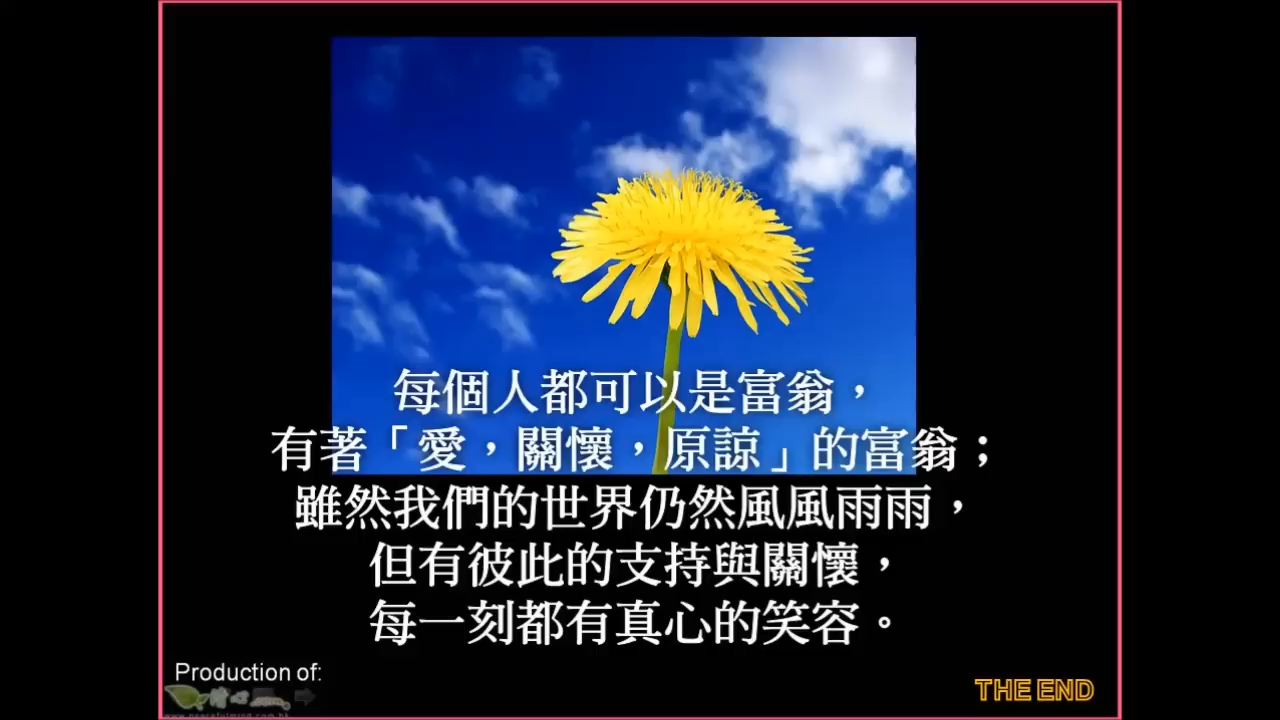 每個人都可以是富翁，
有著「愛，關懷，原諒」的富翁；
雖然我們的世界仍然風風雨雨，
但有彼此的支持與關懷，
每一刻都有真心的笑容。
Production of:
THE END